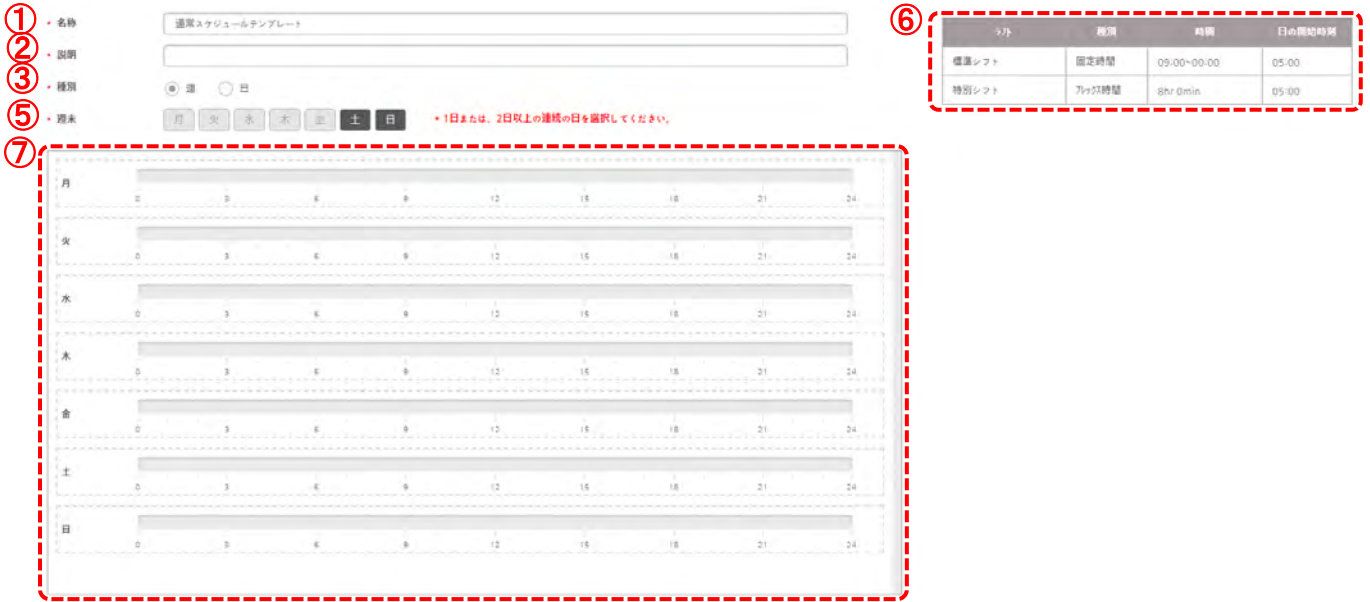 ① • 名称 通常スケジュールテンプレート
② • 説明
③ • 種別 週 日
⑤ • 週末 月 火 水 木 金 土 日 • 1日または、2日以上の連続の日を選択してください。
⑥
シフト 種別 時間 日の開始時刻
標準シフト 固定時間 09:00~00:00 05:00
特別シフト フレックス時間 8hr 0min 05:00
⑦
月
0 3 6 9 12 15 18 21 24
火
0 3 6 9 12 15 18 21 24
水
0 3 6 9 12 15 18 21 24
木
0 3 6 9 12 15 18 21 24
金
0 3 6 9 12 15 18 21 24
土
0 3 6 9 12 15 18 21 24
日
0 3 6 9 12 15 18 21 24